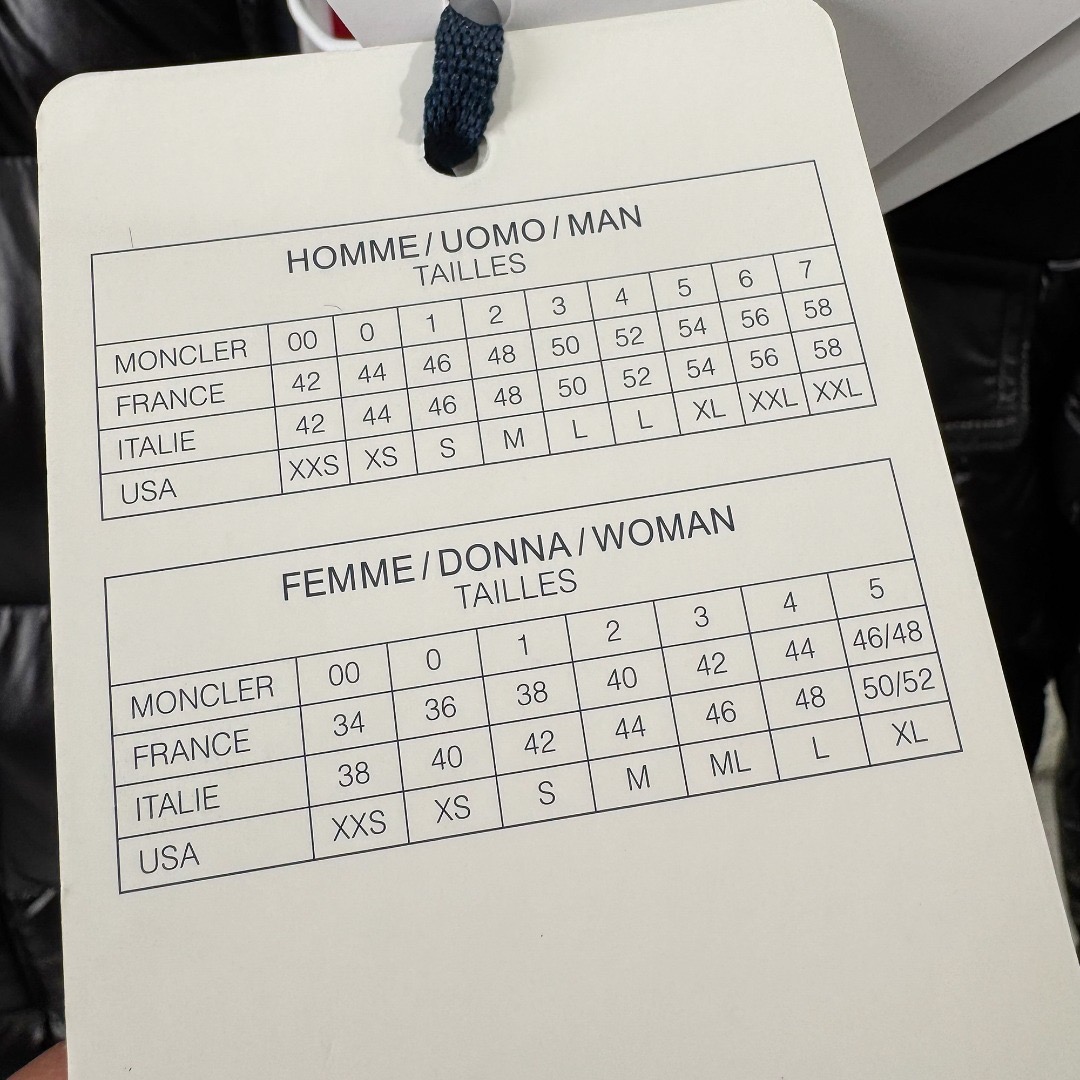 HOMME / UOMO / MAN
TAILLES
MONCLER 00 0 1 2 3 4 5 6 7
FRANCE 42 44 46 48 50 52 54 56 58
ITALIE 42 44 46 48 50 52 54 56 58
USA XXS XS S M L L XL XXL XXL
FEMME / DONNA / WOMAN
TAILLES
MONCLER 00 0 1 2 3 4 5
FRANCE 34 36 38 40 42 44 46/48
ITALIE 38 40 42 44 46 48 50/52
USA XXS XS S M ML L XL